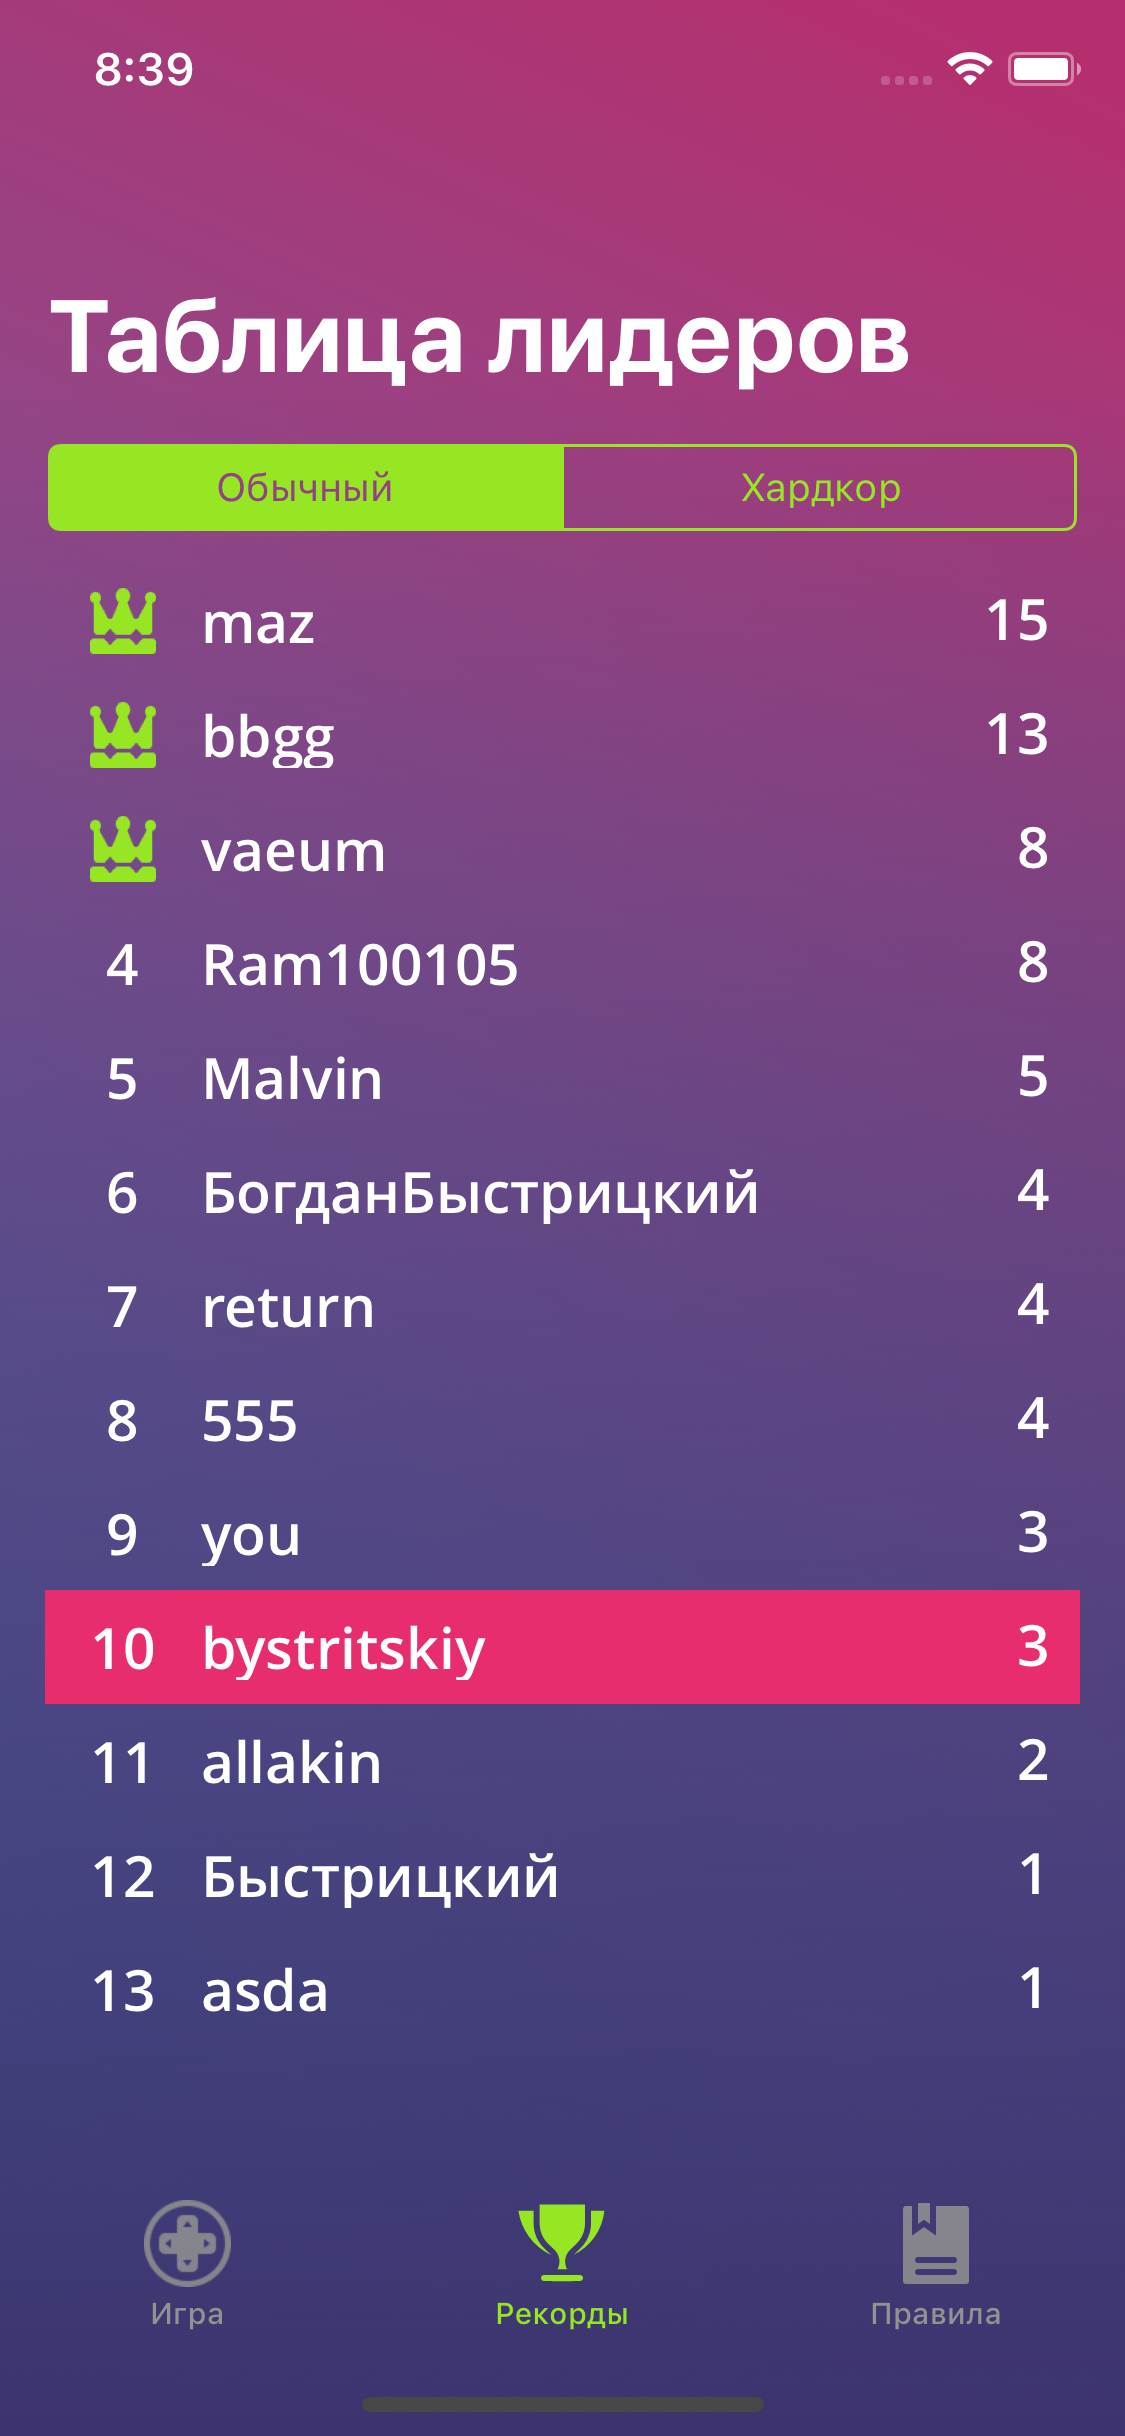 8:39
Таблица лидеров
Обычный Хардкор
maz 15
bbgg 13
vaeum 8
4 Ram100105 8
5 Malvin 5
6 БогданБыстрицкий 4
7 return 4
8 555 4
9 you 3
10 bystritskiy 3
11 allakin 2
12 Быстрицкий 1
13 asda 1
Игра Рекорды Правила